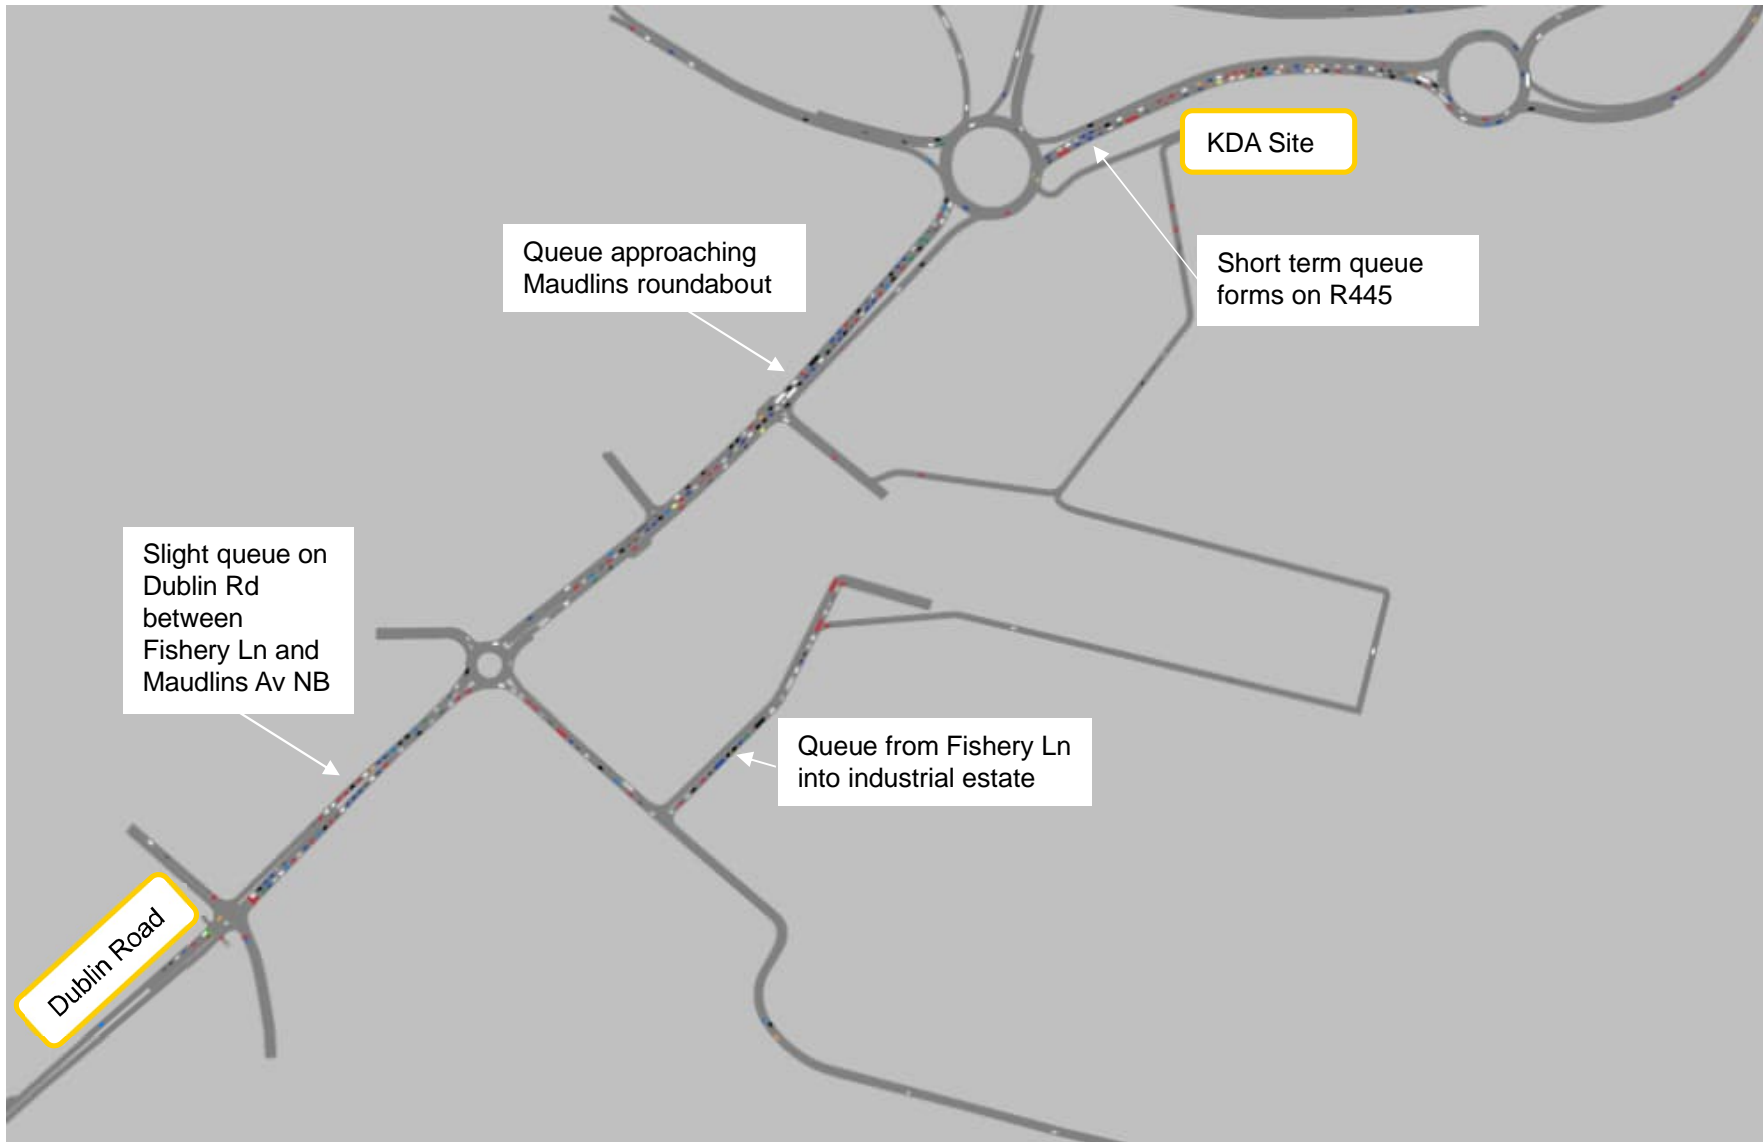 KDA Site
Queue approaching
Maudlins roundabout
Short term queue
forms on R445
Slight queue on
Dublin Rd
between
Fishery Ln and
Maudlins Av NB
Queue from Fishery Ln
into industrial estate
Dublin Road